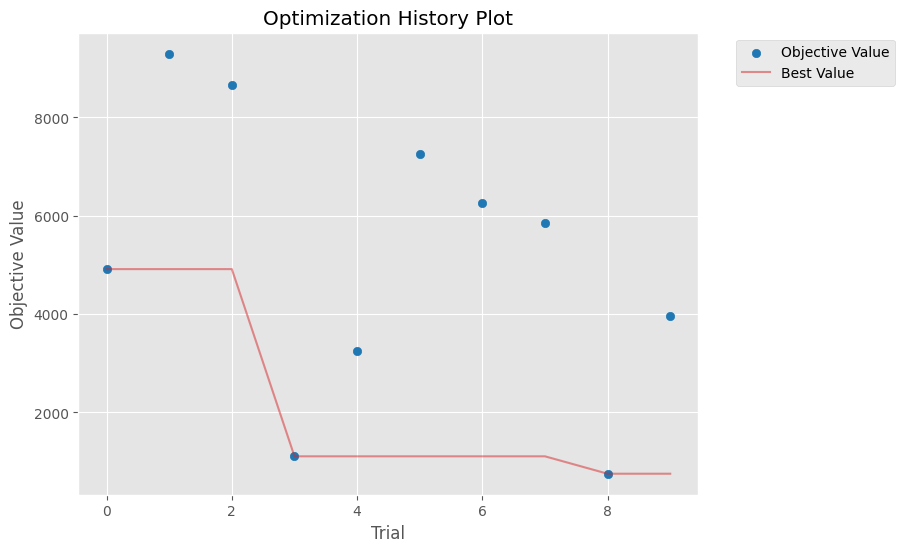 Optimization History Plot
Objective Value
Best Value
8000
6000
4000
2000
Objective Value
0
2
4
6
8
Trial